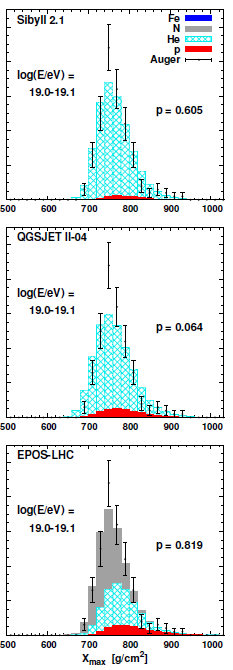 Sibyll 2.1
Fe
N
He
p
Auger
log(E/eV) =
19.0-19.1
p = 0.605
500 600 700 800 900 1000
QGSJET II-04
log(E/eV) =
19.0-19.1
p = 0.064
500 600 700 800 900 1000
EPOS-LHC
log(E/eV) =
19.0-19.1
p = 0.819
500 600 700 800 900 1000
Xmax [g/cm²]